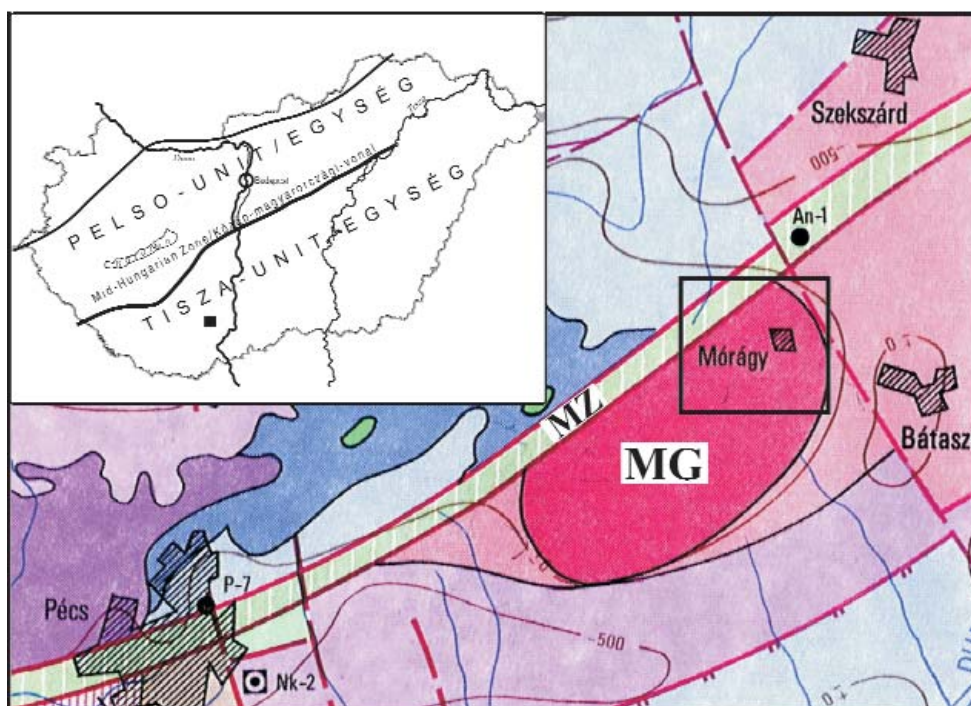 PELSO-UNIT/EGYSÉG
Budapest
Mid-Hungarian Zone/Közép-magyarországi-vonal
TISZA-UNIT/EGYSÉG
Szekszárd
-500
An-1
Mórágy
Bátasz
MZ
MG
P-7
Pécs
-500
Nk-2